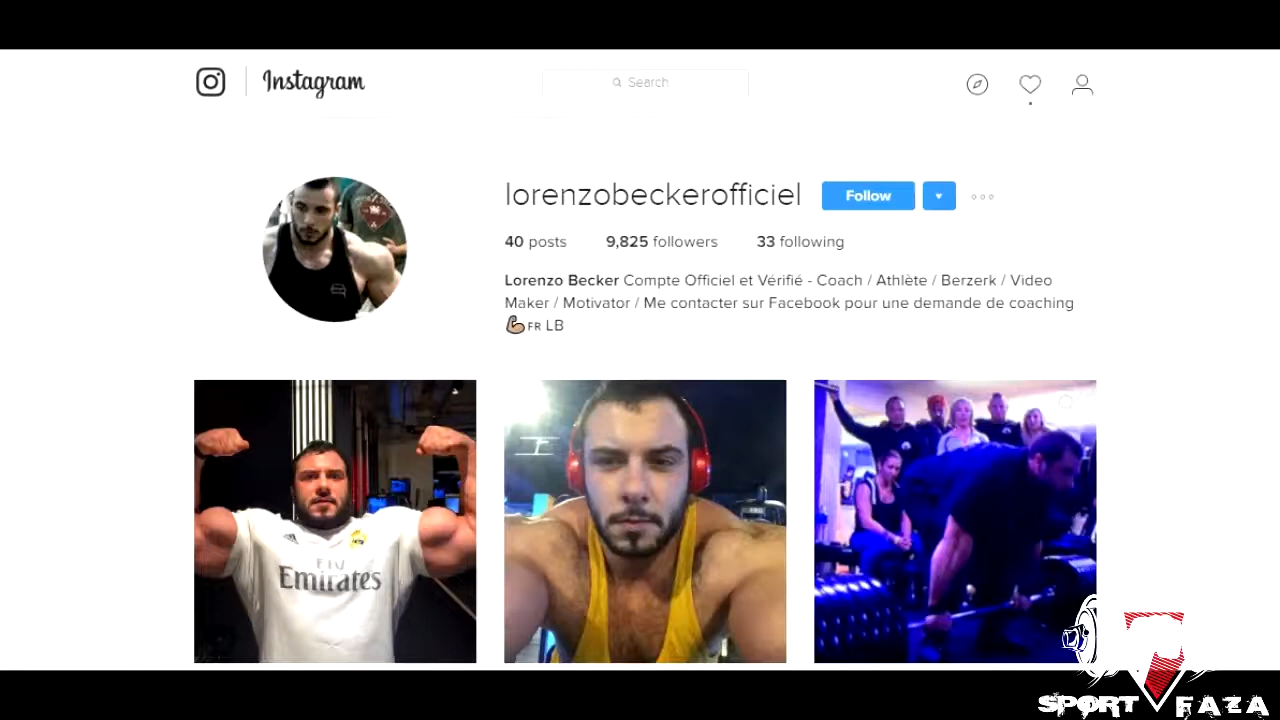 Instagram
Search
lorenzobeckerofficiel
Follow
40 posts
9,825 followers
33 following
Lorenzo Becker Compte Officiel et Vérifié - Coach / Athlète / Berzerk / Video
Maker / Motivator / Me contacter sur Facebook pour une demande de coaching
💪🏼 FR LB
Fly
Emirates
SPORT FAZA